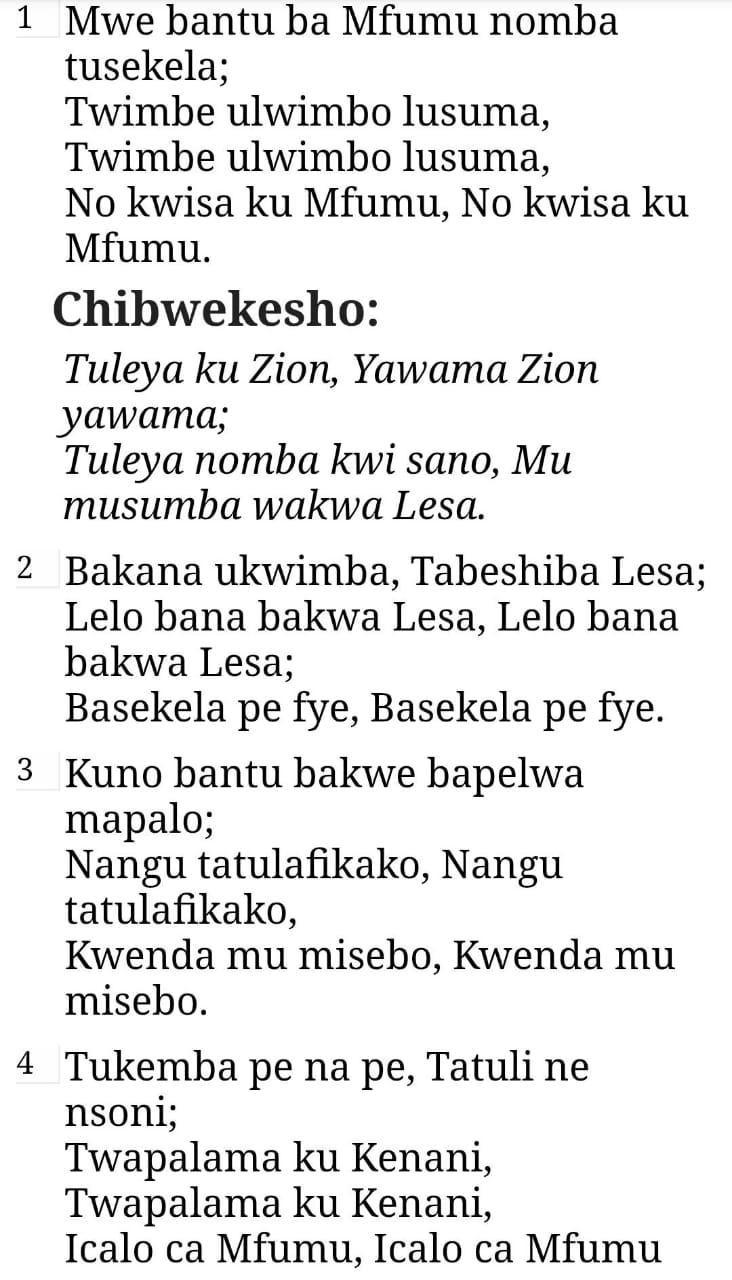 1 Mwe bantu ba Mfumu nomba
tusekela;
Twimbe ulwimbo lusuma,
Twimbe ulwimbo lusuma,
No kwisa ku Mfumu, No kwisa ku
Mfumu.
Chibwekesho:
Tuleya ku Zion, Yawama Zion
yawama;
Tuleya nomba kwi sano, Mu
musumba wakwa Lesa.
2 Bakana ukwimba, Tabeshiba Lesa;
Lelo bana bakwa Lesa, Lelo bana
bakwa Lesa;
Basekela pe fye, Basekela pe fye.
3 Kuno bantu bakwe bapelwa
mapalo;
Nangu tatulafikako, Nangu
tatulafikako,
Kwenda mu misebo, Kwenda mu
misebo.
4 Tukemba pe na pe, Tatuli ne
nsoni;
Twapalama ku Kenani,
Twapalama ku Kenani,
Icalo ca Mfumu, Icalo ca Mfumu